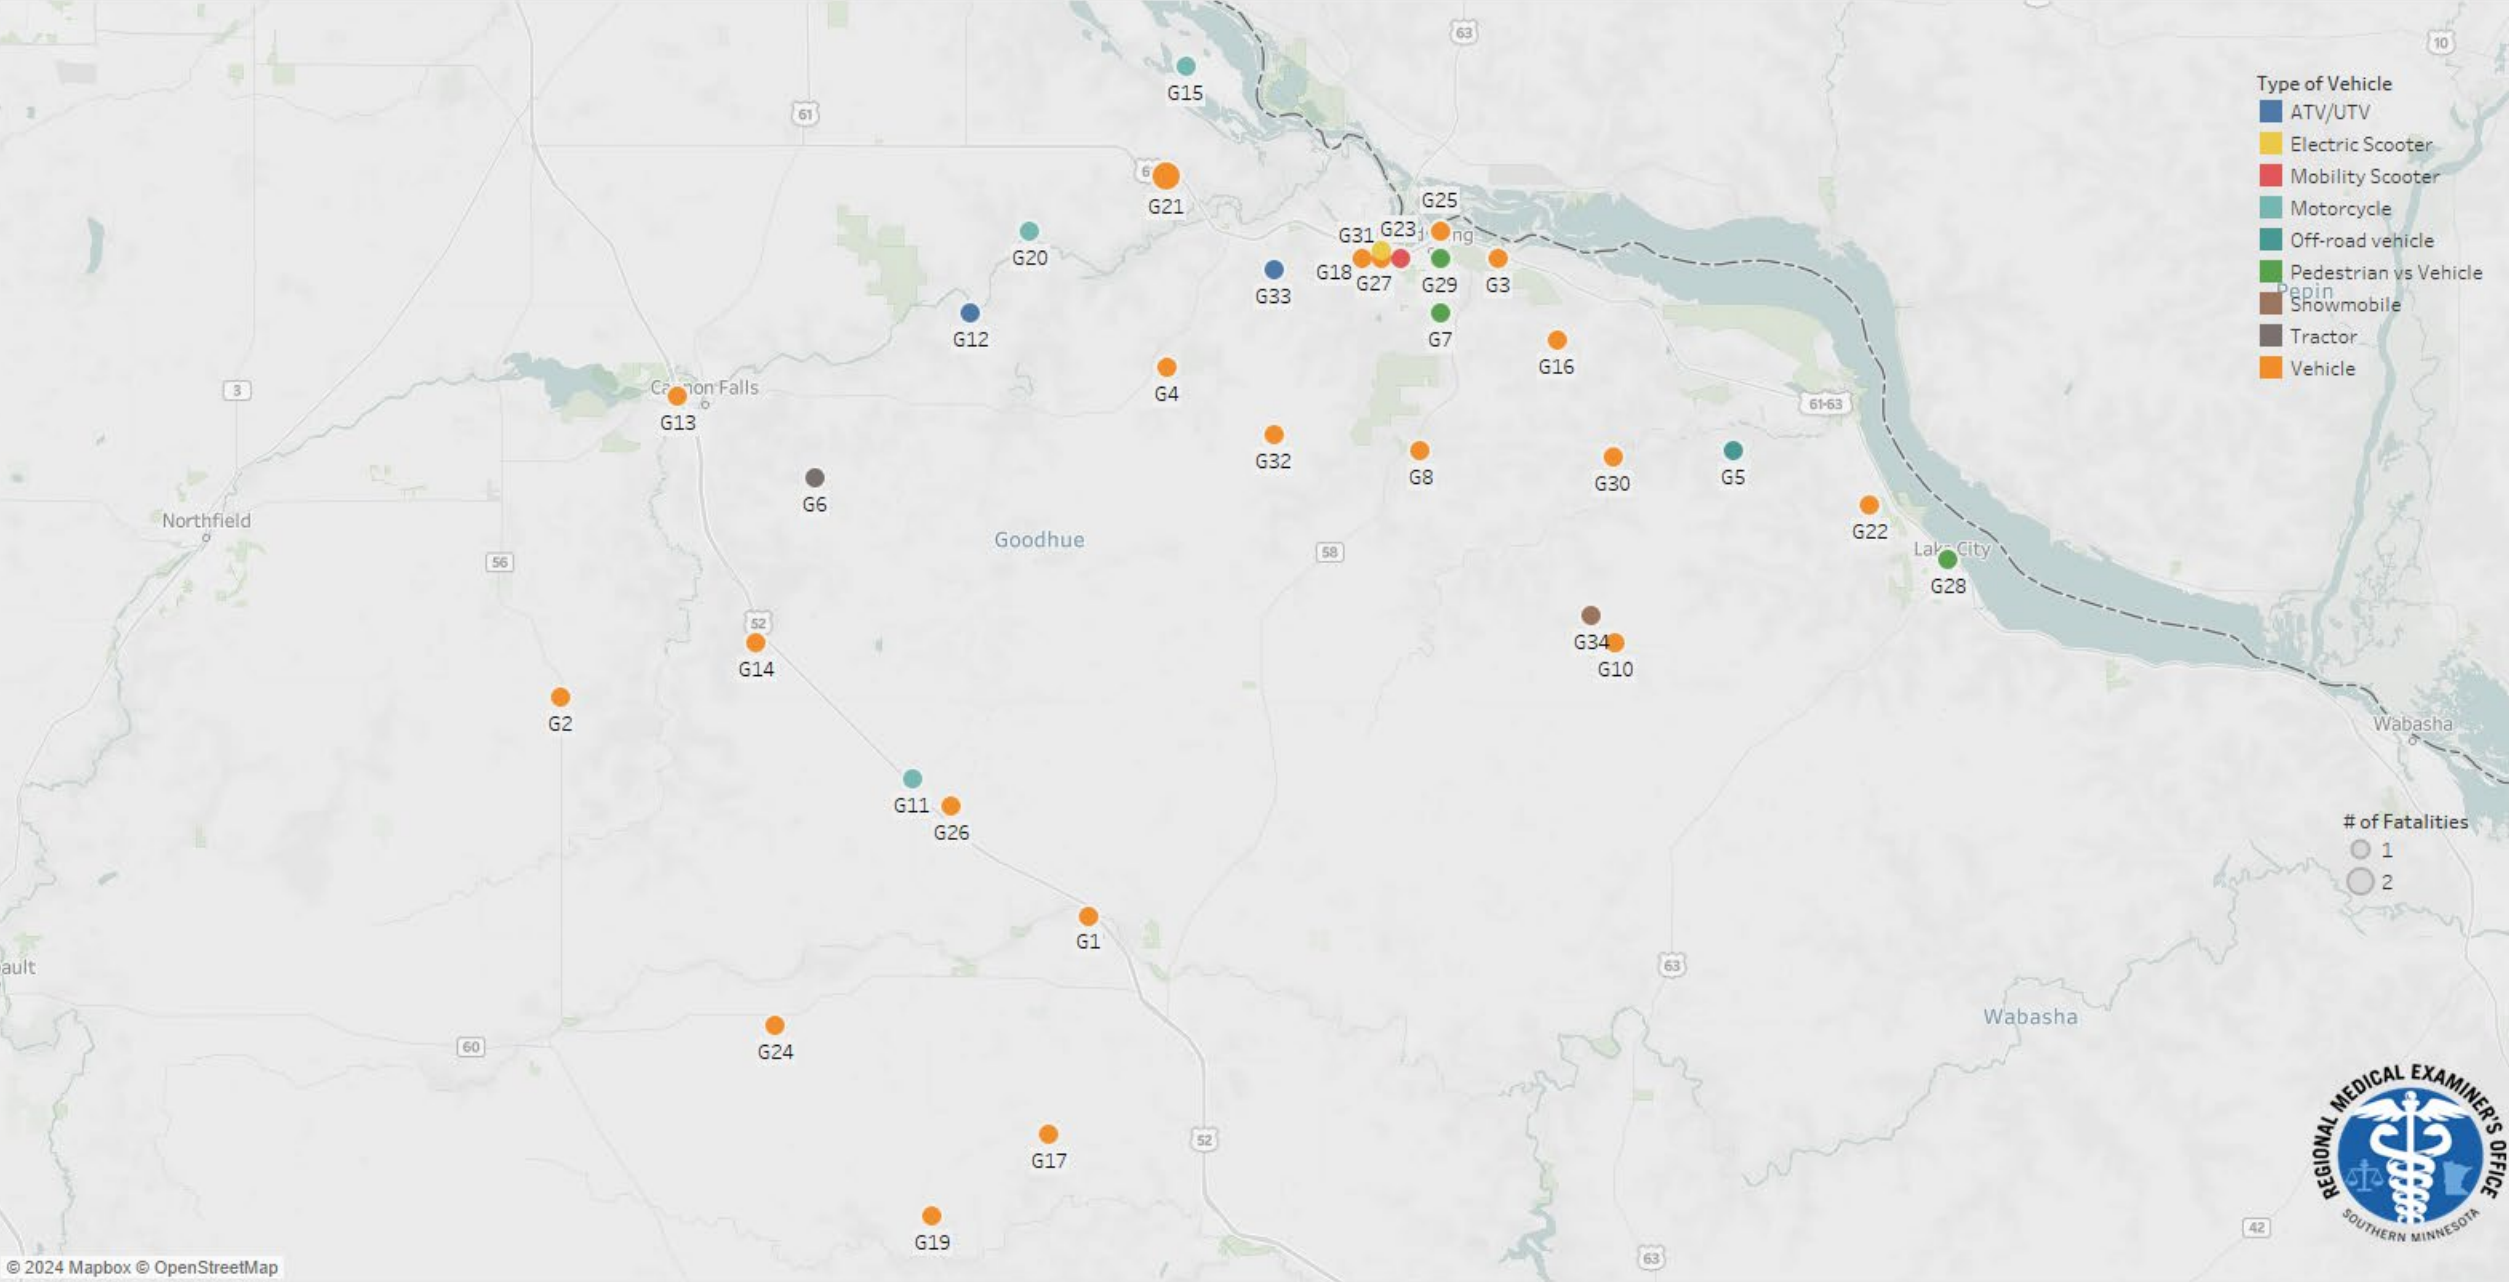 63
10
Type of Vehicle
ATV/UTV
Electric Scooter
Mobility Scooter
Motorcycle
Off-road vehicle
Pedestrian vs Vehicle
Pepin
Snowmobile
Tractor
Vehicle
G15
61
6
G21
G25
G20
G31
G23
ng
G18
G27
G29
G3
G33
G12
G7
G16
G4
3
Cannon Falls
G13
61-63
G32
G8
G30
G5
G6
Northfield
G22
Goodhue
58
56
Lake City
G28
52
G34
G14
G10
G2
Wabasha
G11
G26
# of Fatalities
1
2
G1
ault
63
Wabasha
G24
60
G17
52
G19
42
63
REGIONAL MEDICAL EXAMINER'S OFFICE
SOUTHERN MINNESOTA
© 2024 Mapbox © OpenStreetMap